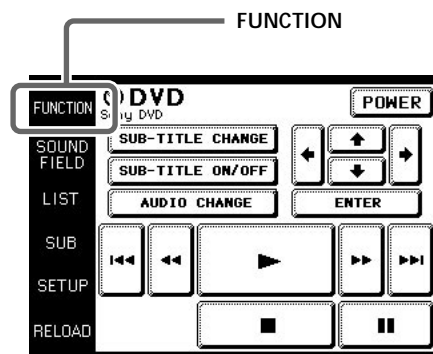 FUNCTION
FUNCTION
DVD
POWER
Sony DVD
SOUND
FIELD
SUB-TITLE CHANGE
SUB-TITLE ON/OFF
LIST
AUDIO CHANGE
ENTER
SUB
SETUP
RELOAD